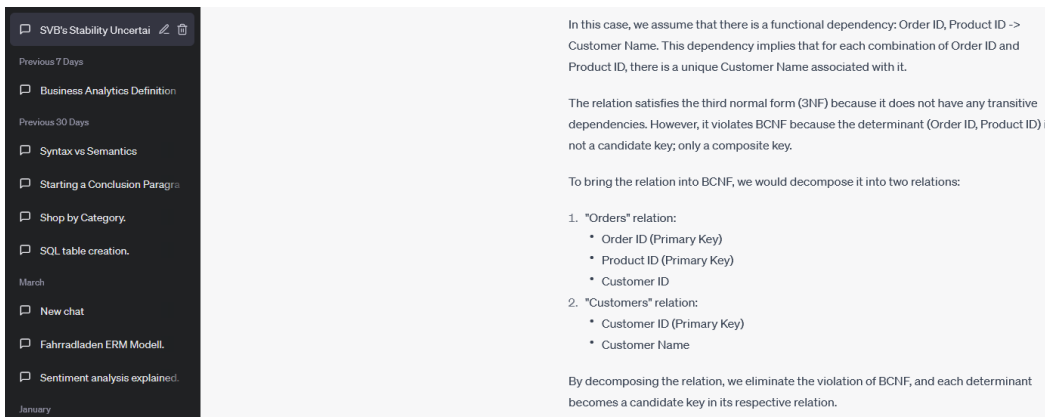 SVB's Stability Uncertai
Previous 7 Days
Business Analytics Definition
Previous 30 Days
Syntax vs Semantics
Starting a Conclusion Paragra
Shop by Category.
SQL table creation.
March
New chat
Fahrradladen ERM Modell.
Sentiment analysis explained.
January
In this case, we assume that there is a functional dependency: Order ID, Product ID ->
Customer Name. This dependency implies that for each combination of Order ID and
Product ID, there is a unique Customer Name associated with it.
The relation satisfies the third normal form (3NF) because it does not have any transitive
dependencies. However, it violates BCNF because the determinant (Order ID, Product ID) i
not a candidate key; only a composite key.
To bring the relation into BCNF, we would decompose it into two relations:
1. "Orders" relation:
• Order ID (Primary Key)
• Product ID (Primary Key)
• Customer ID
2. "Customers" relation:
• Customer ID (Primary Key)
• Customer Name
By decomposing the relation, we eliminate the violation of BCNF, and each determinant
becomes a candidate key in its respective relation.